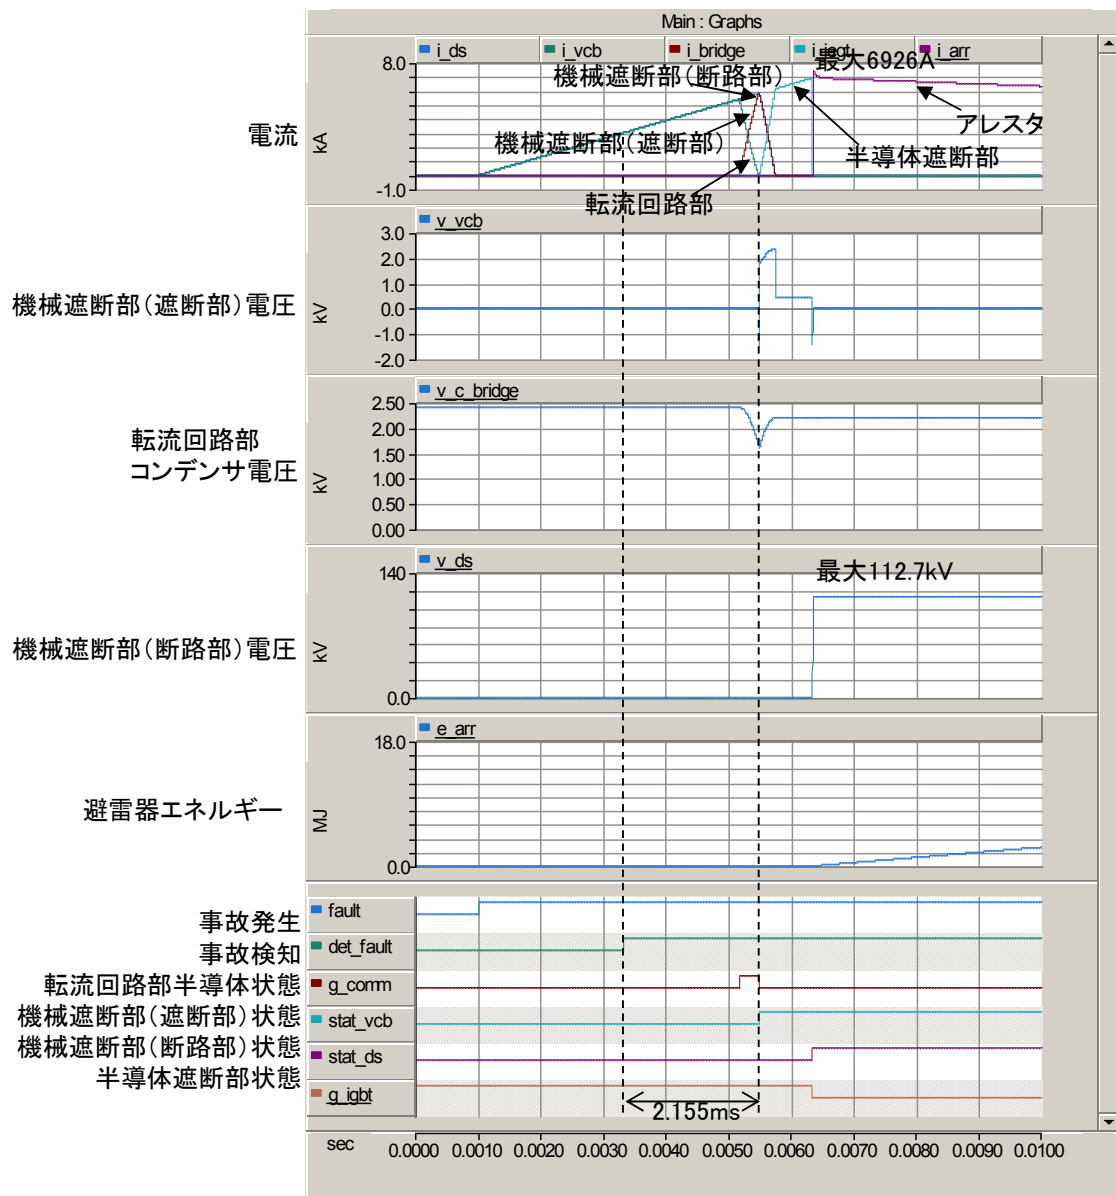 Main : Graphs
i_ds i_vcb i_bridge i_igbt i_arr
最大6926A
機械遮断部(断路部)
機械遮断部(遮断部)
アレスタ
半導体遮断部
転流回路部
電流
kA
8.0
-1.0
v_vcb
機械遮断部(遮断部)電圧
kV
3.0
2.0
1.0
0.0
-1.0
-2.0
v_c_bridge
転流回路部
コンデンサ電圧
kV
2.50
2.00
1.50
1.00
0.50
0.00
v_ds
最大112.7kV
機械遮断部(断路部)電圧
kV
140
0.0
e_arr
避雷器エネルギー
MJ
18.0
0.0
事故発生
fault
事故検知
det_fault
転流回路部半導体状態
g_comm
機械遮断部(遮断部)状態
stat_vcb
機械遮断部(断路部)状態
stat_ds
半導体遮断部状態
g_igbt
2.155ms
sec 0.0000 0.0010 0.0020 0.0030 0.0040 0.0050 0.0060 0.0070 0.0080 0.0090 0.0100